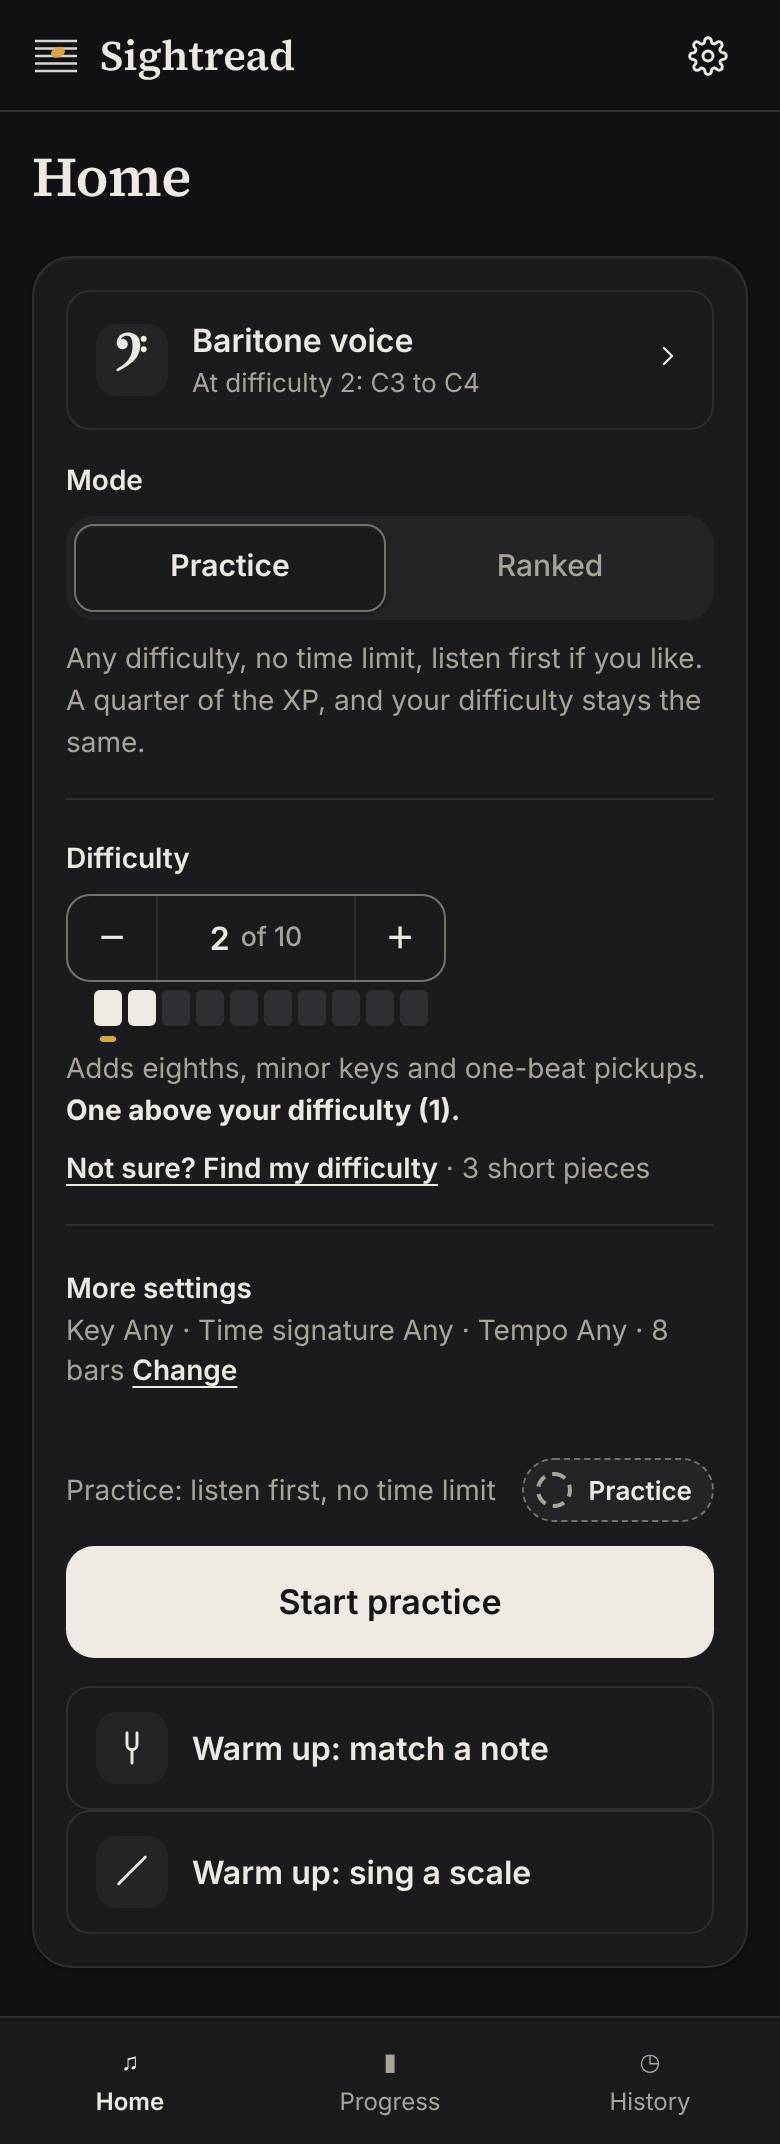 Sightread
Home
Baritone voice
At difficulty 2: C3 to C4
Mode
Practice
Ranked
Any difficulty, no time limit, listen first if you like.
A quarter of the XP, and your difficulty stays the
same.
Difficulty
− 2 of 10 +
Adds eighths, minor keys and one-beat pickups.
One above your difficulty (1).
Not sure? Find my difficulty · 3 short pieces
More settings
Key Any · Time signature Any · Tempo Any · 8
bars Change
Practice: listen first, no time limit
Practice
Start practice
Warm up: match a note
Warm up: sing a scale
Home
Progress
History